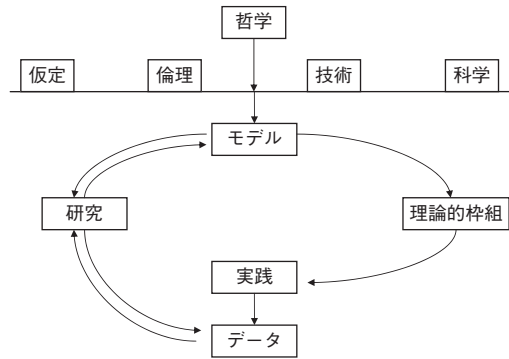 哲学
仮定
倫理
技術
科学
モデル
研究
理論的枠組
実践
データ